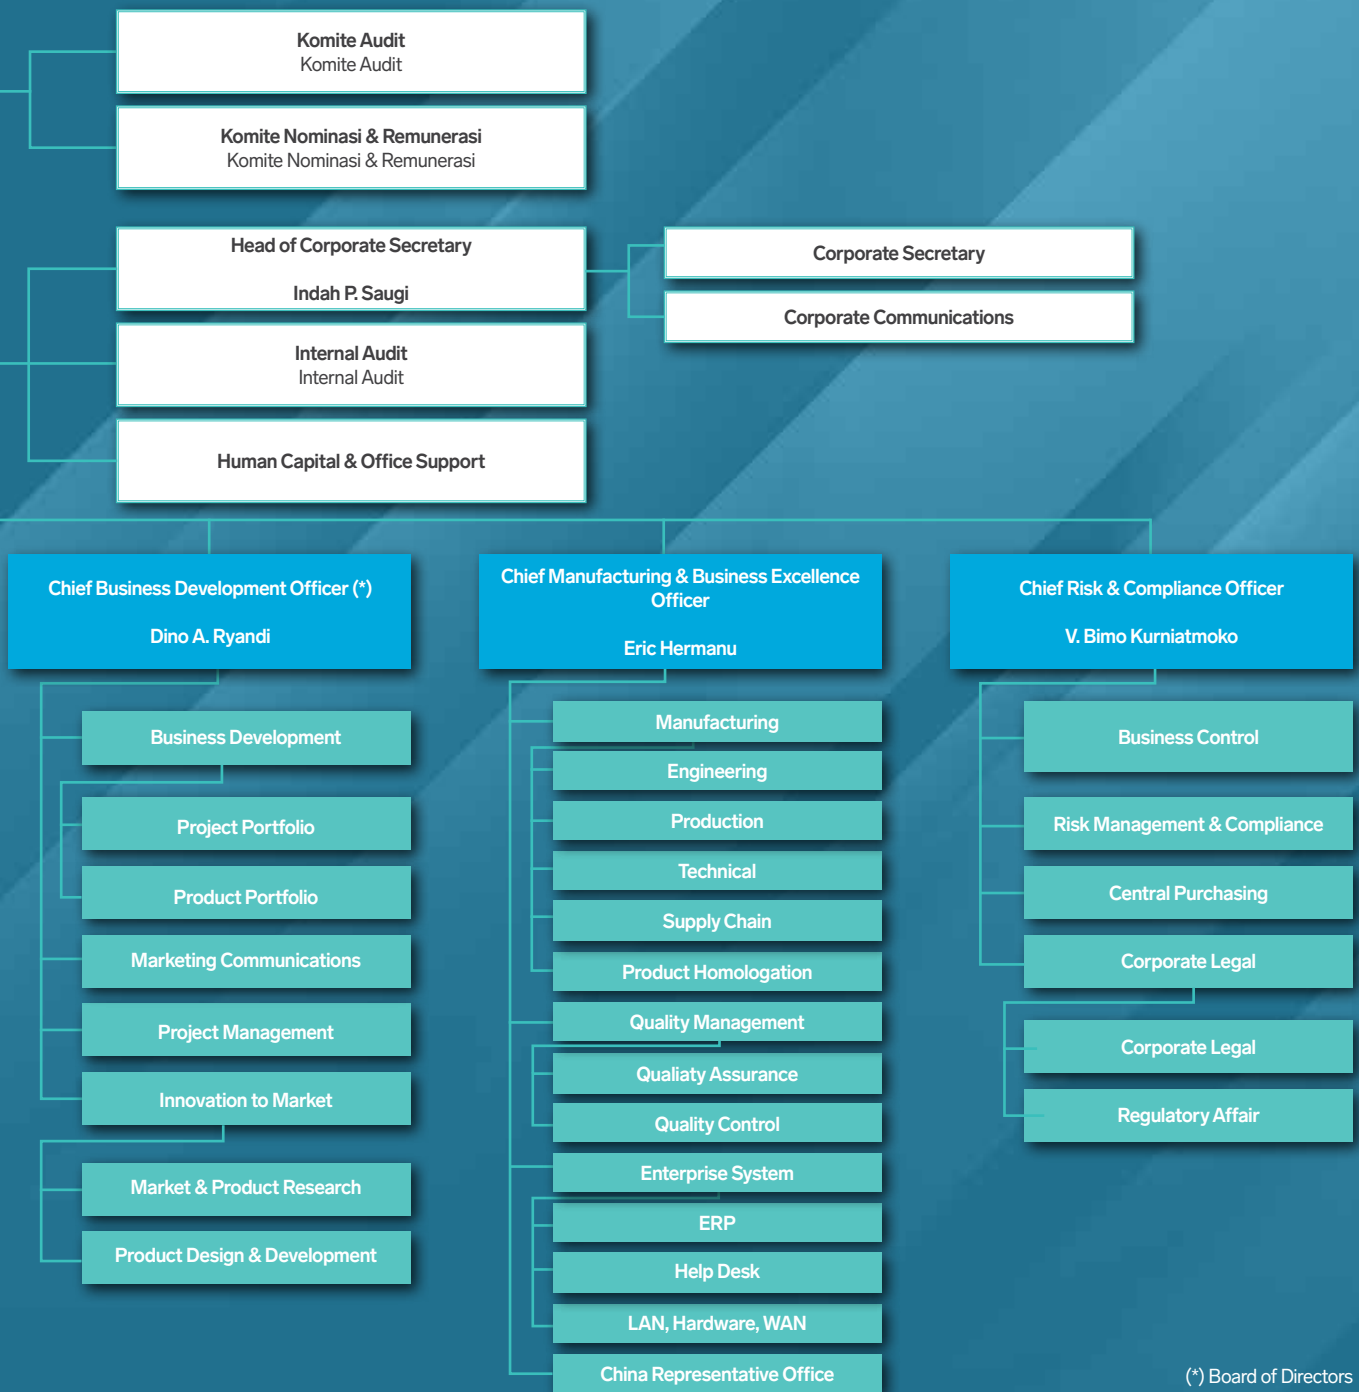 Komite Audit
Komite Audit
Komite Nominasi & Remunerasi
Komite Nominasi & Remunerasi
Head of Corporate Secretary
Indah P. Saugi
Corporate Secretary
Corporate Communications
Internal Audit
Internal Audit
Human Capital & Office Support
Chief Business Development Officer (*)
Dino A. Ryandi
Business Development
Project Portfolio
Product Portfolio
Marketing Communications
Project Management
Innovation to Market
Market & Product Research
Product Design & Development
Chief Manufacturing & Business Excellence
Officer
Eric Hermanu
Manufacturing
Engineering
Production
Technical
Supply Chain
Product Homologation
Quality Management
Qualiaty Assurance
Quality Control
Enterprise System
ERP
Help Desk
LAN, Hardware, WAN
China Representative Office
Chief Risk & Compliance Officer
V. Bimo Kurniatmoko
Business Control
Risk Management & Compliance
Central Purchasing
Corporate Legal
Corporate Legal
Regulatory Affair
(*) Board of Directors